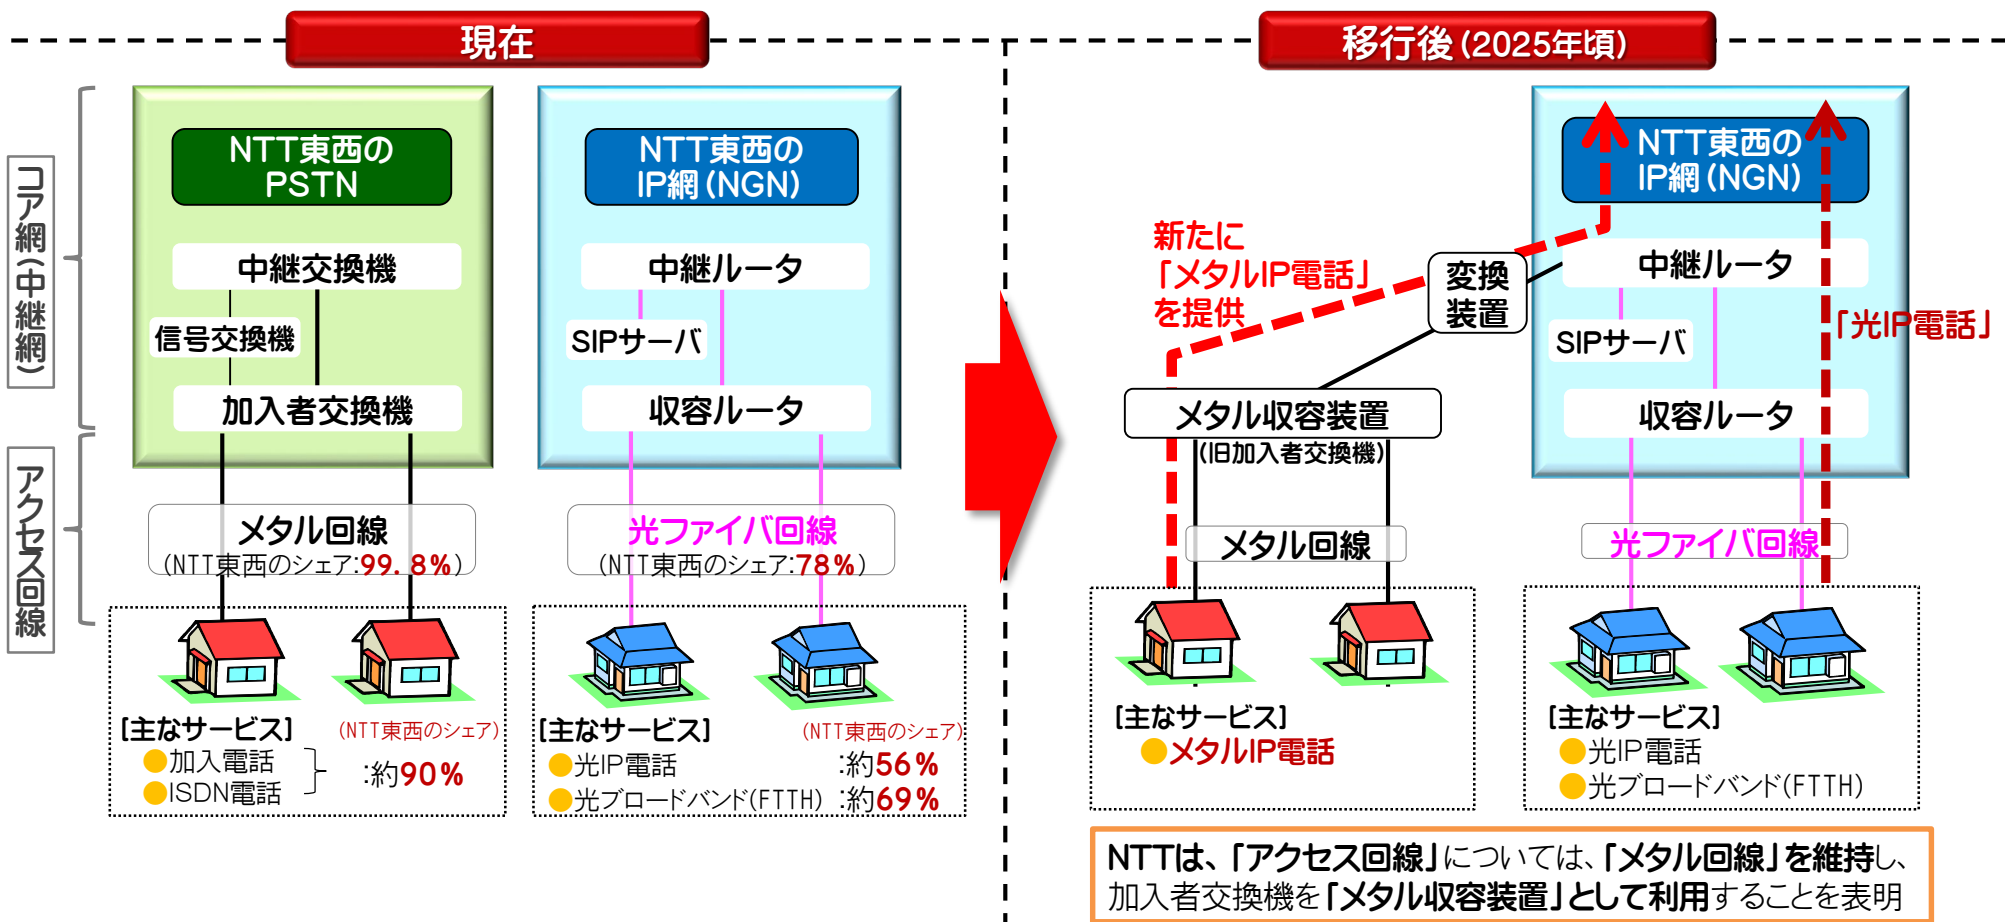 現在
移行後(2025年頃)
コア網(中継網)
アクセス回線
NTT東西の
PSTN
中継交換機
信号交換機
加入者交換機
メタル回線
(NTT東西のシェア:99.8%)
[主なサービス]
(NTT東西のシェア)
●加入電話
●ISDN電話
:約90%
NTT東西の
IP網(NGN)
中継ルータ
SIPサーバ
収容ルータ
光ファイバ回線
(NTT東西のシェア:78%)
[主なサービス]
(NTT東西のシェア)
●光IP電話 :約56%
●光ブロードバンド(FTTH) :約69%
新たに
「メタルIP電話」
を提供
変換
装置
メタル収容装置
(旧加入者交換機)
メタル回線
[主なサービス]
●メタルIP電話
NTT東西の
IP網(NGN)
中継ルータ
SIPサーバ
「光IP電話」
収容ルータ
光ファイバ回線
[主なサービス]
●光IP電話
●光ブロードバンド(FTTH)
NTTは、「アクセス回線」については、「メタル回線」を維持し、
加入者交換機を「メタル収容装置」として利用することを表明